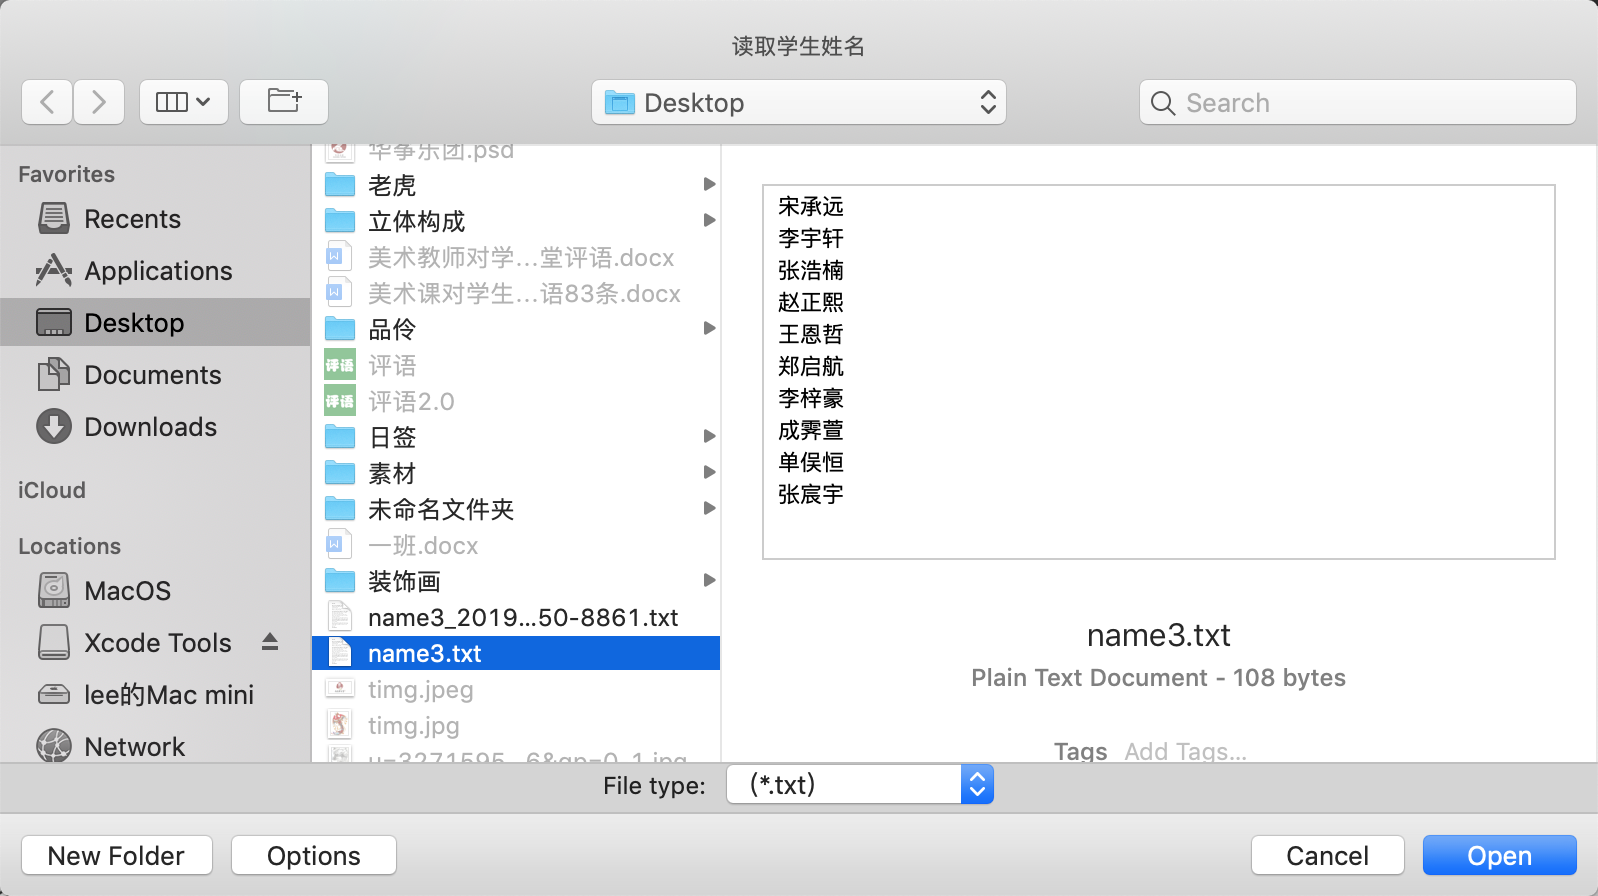 读取学生姓名
Desktop
Search
Favorites
Recents
Applications
Desktop
Documents
Downloads
iCloud
Locations
MacOS
Xcode Tools
lee的Mac mini
Network
华筝乐团.psd
老虎
立体构成
美术教师对学...堂评语.docx
美术课对学生...语83条.docx
品伶
评语 评语
评语 评语2.0
日签
素材
未命名文件夹
一班.docx
装饰画
name3_2019...50-8861.txt
name3.txt
timg.jpeg
timg.jpg
宋承远
李宇轩
张浩楠
赵正熙
王恩哲
郑启航
李梓豪
成霁萱
单俣恒
张宸宇
name3.txt
Plain Text Document - 108 bytes
Tags Add Tags...
File type: (*.txt)
New Folder
Options
Cancel
Open